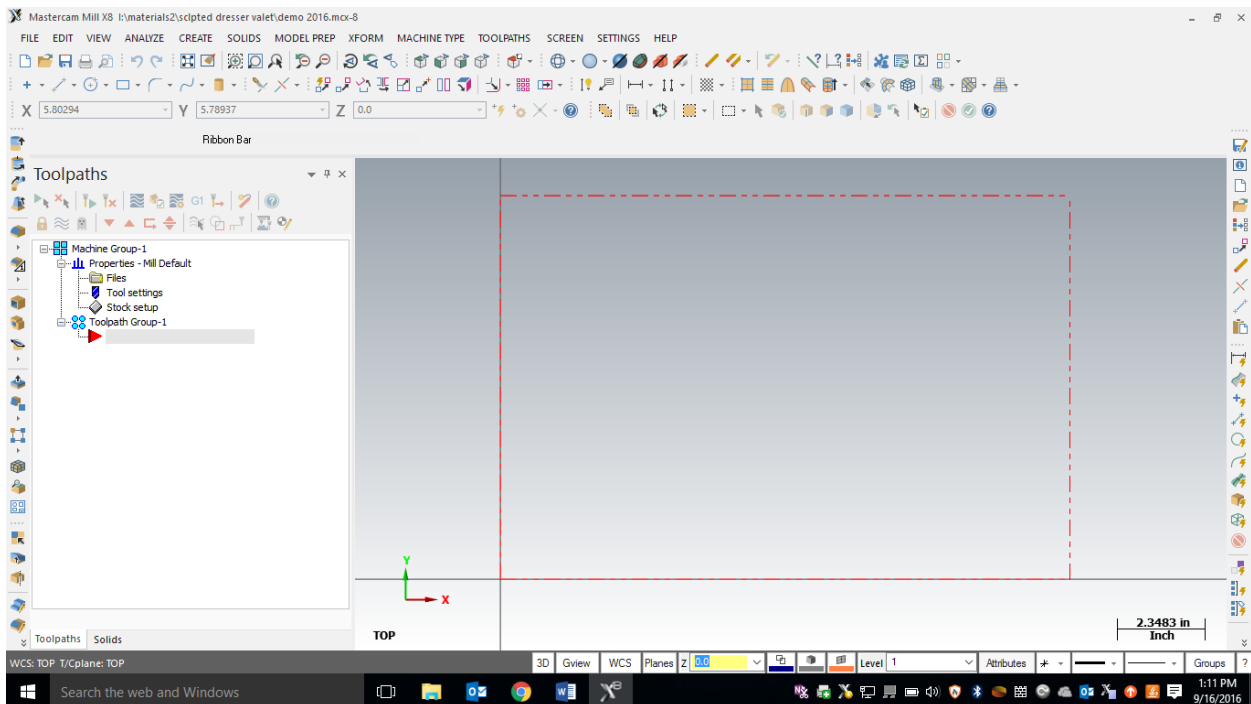 Mastercam Mill X8 I:\materials2\sclpted dresser valet\demo 2016.mcx-8
FILE EDIT VIEW ANALYZE CREATE SOLIDS MODEL PREP XFORM MACHINE TYPE TOOLPATHS SCREEN SETTINGS HELP
X 5.80294 Y 5.78937 Z 0.0
Ribbon Bar
Toolpaths
G1
Machine Group-1
Properties - Mill Default
Files
Tool settings
Stock setup
Toolpath Group-1
Y
X
TOP
2.3483 in
Inch
Toolpaths Solids
WCS: TOP T/Cplane: TOP 3D Gview WCS Planes Z 0.0 Level 1 Attributes Groups ?
Search the web and Windows
1:11 PM
9/16/2016